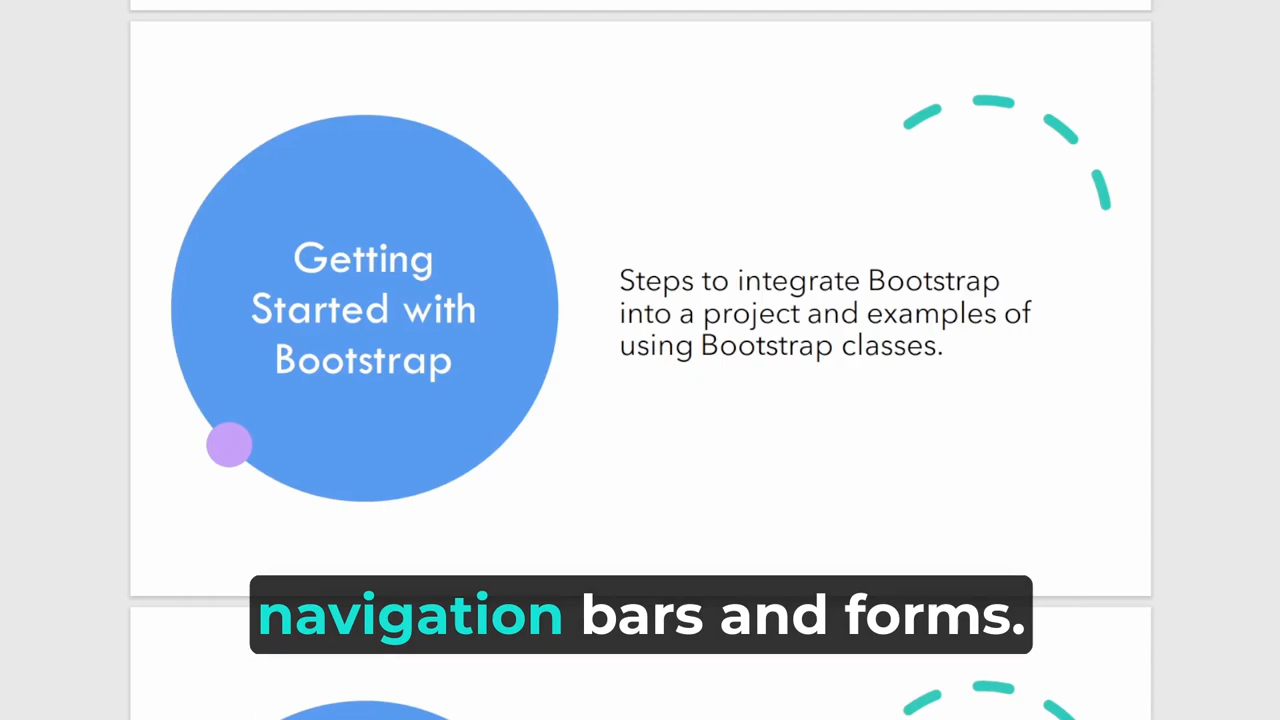 Getting
Started with
Bootstrap
Steps to integrate Bootstrap
into a project and examples of
using Bootstrap classes.
navigation bars and forms.